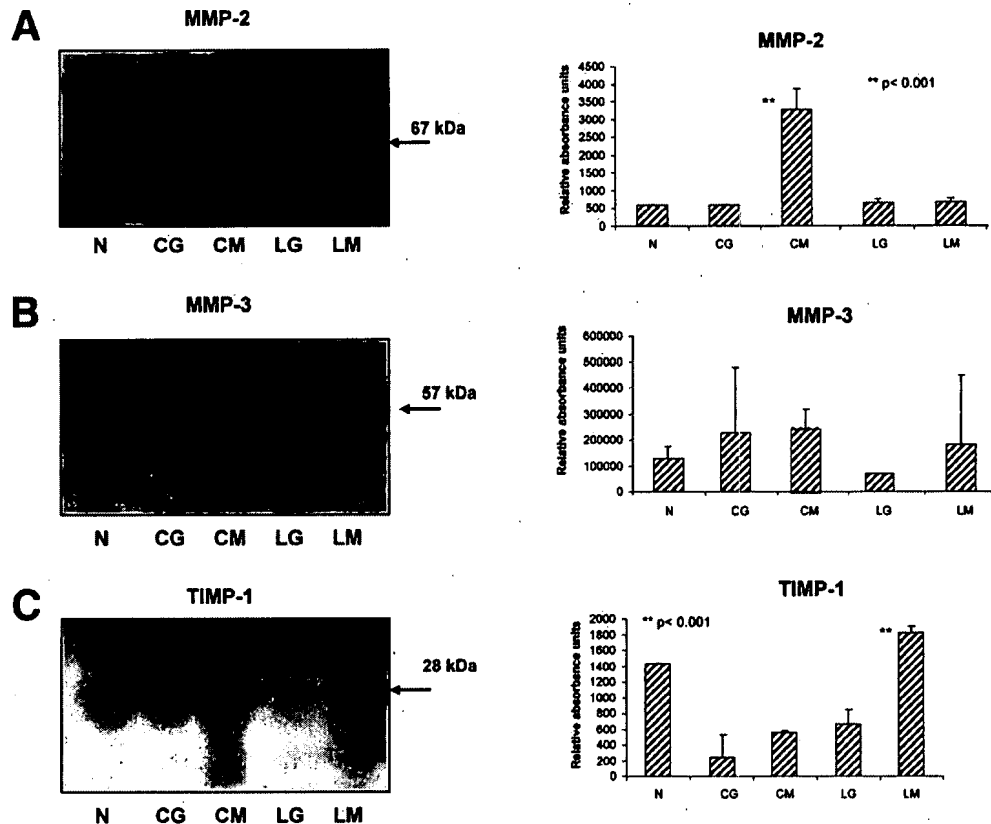 A
MMP-2
67 kDa
N CG CM LG LM
MMP-2
Relative absorbance units
4500
4000
3500
3000
2500
2000
1500
1000
500
0
**
** p< 0.001
N CG CM LG LM
B
MMP-3
57 kDa
N CG CM LG LM
MMP-3
Relative absorbance units
600000
500000
400000
300000
200000
100000
0
N CG CM LG LM
C
TIMP-1
28 kDa
N CG CM LG LM
TIMP-1
Relative absorbance units
2000
1800
1600
1400
1200
1000
800
600
400
200
0
** p< 0.001
**
N CG CM LG LM